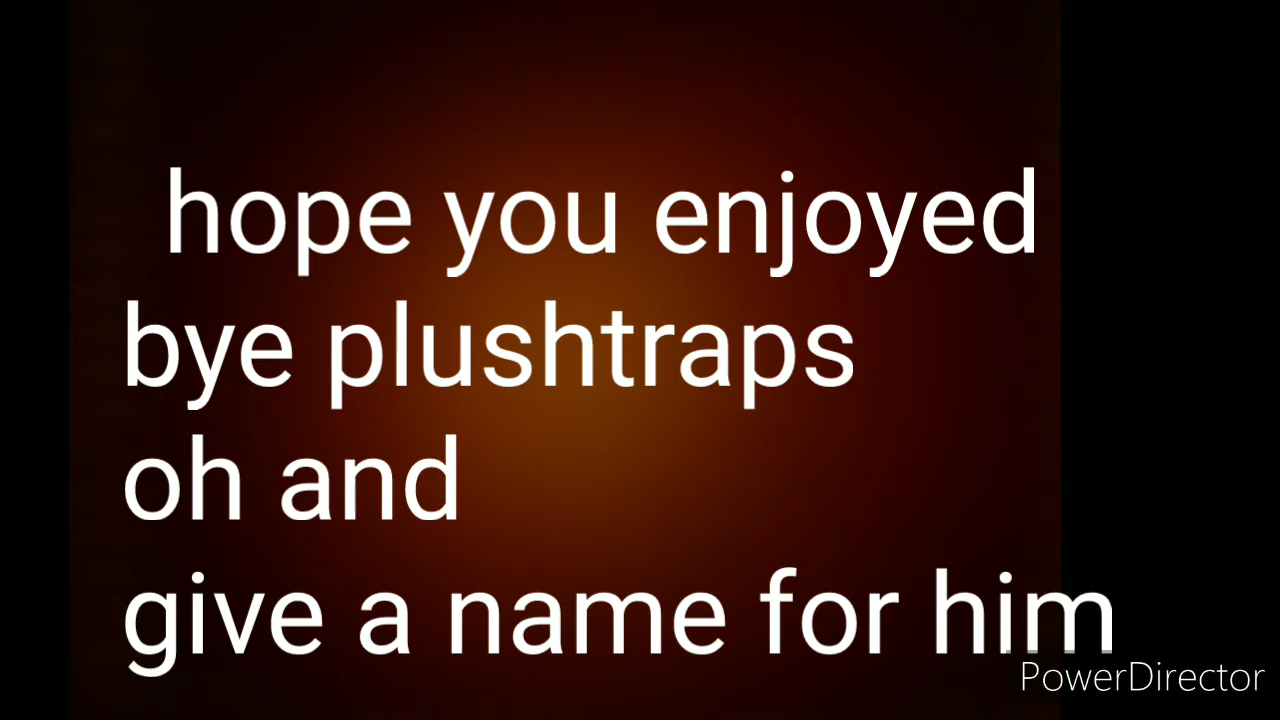 hope you enjoyed
bye plushtraps
oh and
give a name for him
PowerDirector